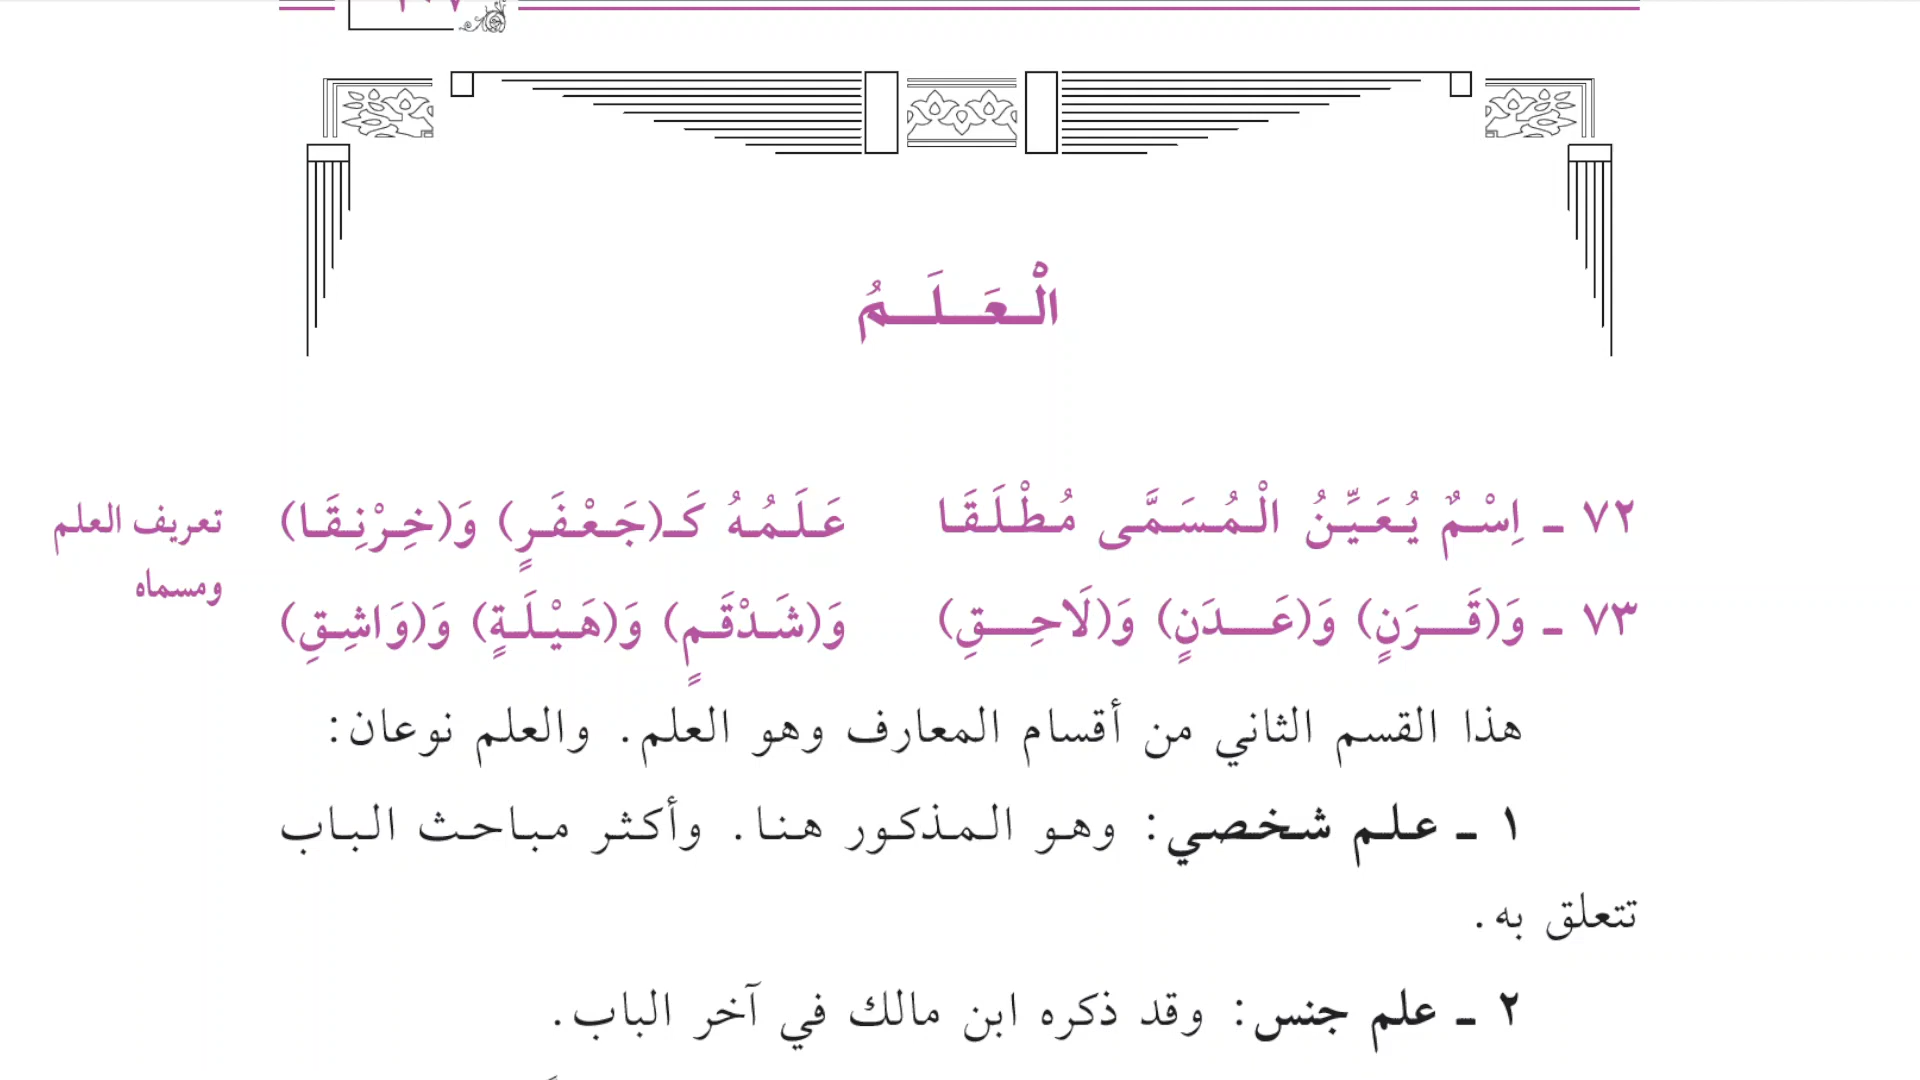 الْعَلَمُ
٧٢ ـ اِسْمٌ يُعَيِّنُ الْمُسَمَّى مُطْلَقَا عَلَمُهُ كَـ(جَعْفَرٍ) وَ(خِرْنِقَا)
تعريف العلم
ومسماه
٧٣ ـ وَ(قَرَنٍ) وَ(عَدَنٍ) وَ(لَاحِقِ) وَ(شَدْقَمٍ) وَ(هَيْلَةٍ) وَ(وَاشِقِ)
هذا القسم الثاني من أقسام المعارف وهو العلم. والعلم نوعان:
١ ـ علم شخصي: وهو المذكور هنا. وأكثر مباحث الباب
تتعلق به.
٢ ـ علم جنس: وقد ذكره ابن مالك في آخر الباب.